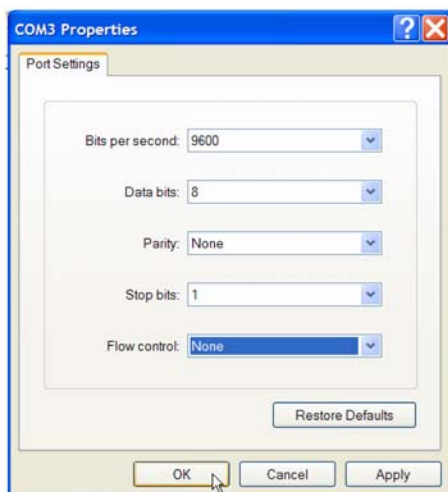 COM3 Properties
Port Settings
Bits per second: 9600
Data bits: 8
Parity: None
Stop bits: 1
Flow control: None
Restore Defaults
OK Cancel Apply